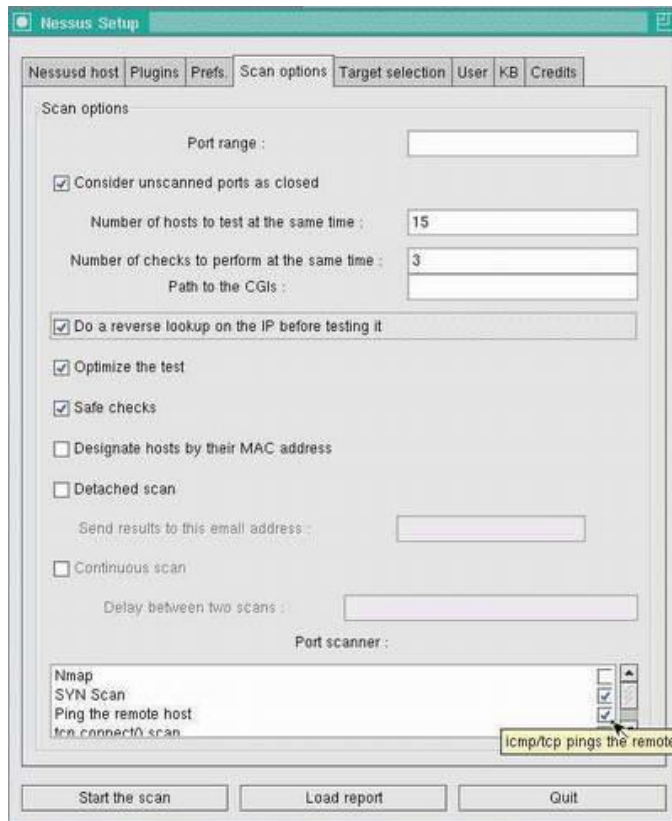 Nessus Setup
Nessusd host Plugins Prefs. Scan options Target selection User KB Credits
Scan options
Port range :
Consider unscanned ports as closed
Number of hosts to test at the same time : 15
Number of checks to perform at the same time : 3
Path to the CGIs :
Do a reverse lookup on the IP before testing it
Optimize the test
Safe checks
Designate hosts by their MAC address
Detached scan
Send results to this email address :
Continuous scan
Delay between two scans :
Port scanner :
Nmap
SYN Scan
Ping the remote host
tcp connect() scan
icmp/tcp pings the remote
Start the scan Load report Quit